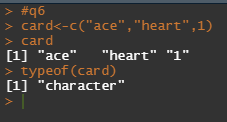 > #q6
> card<-c("ace","heart",1)
> card
[1] "ace"   "heart" "1"
> typeof(card)
[1] "character"
>